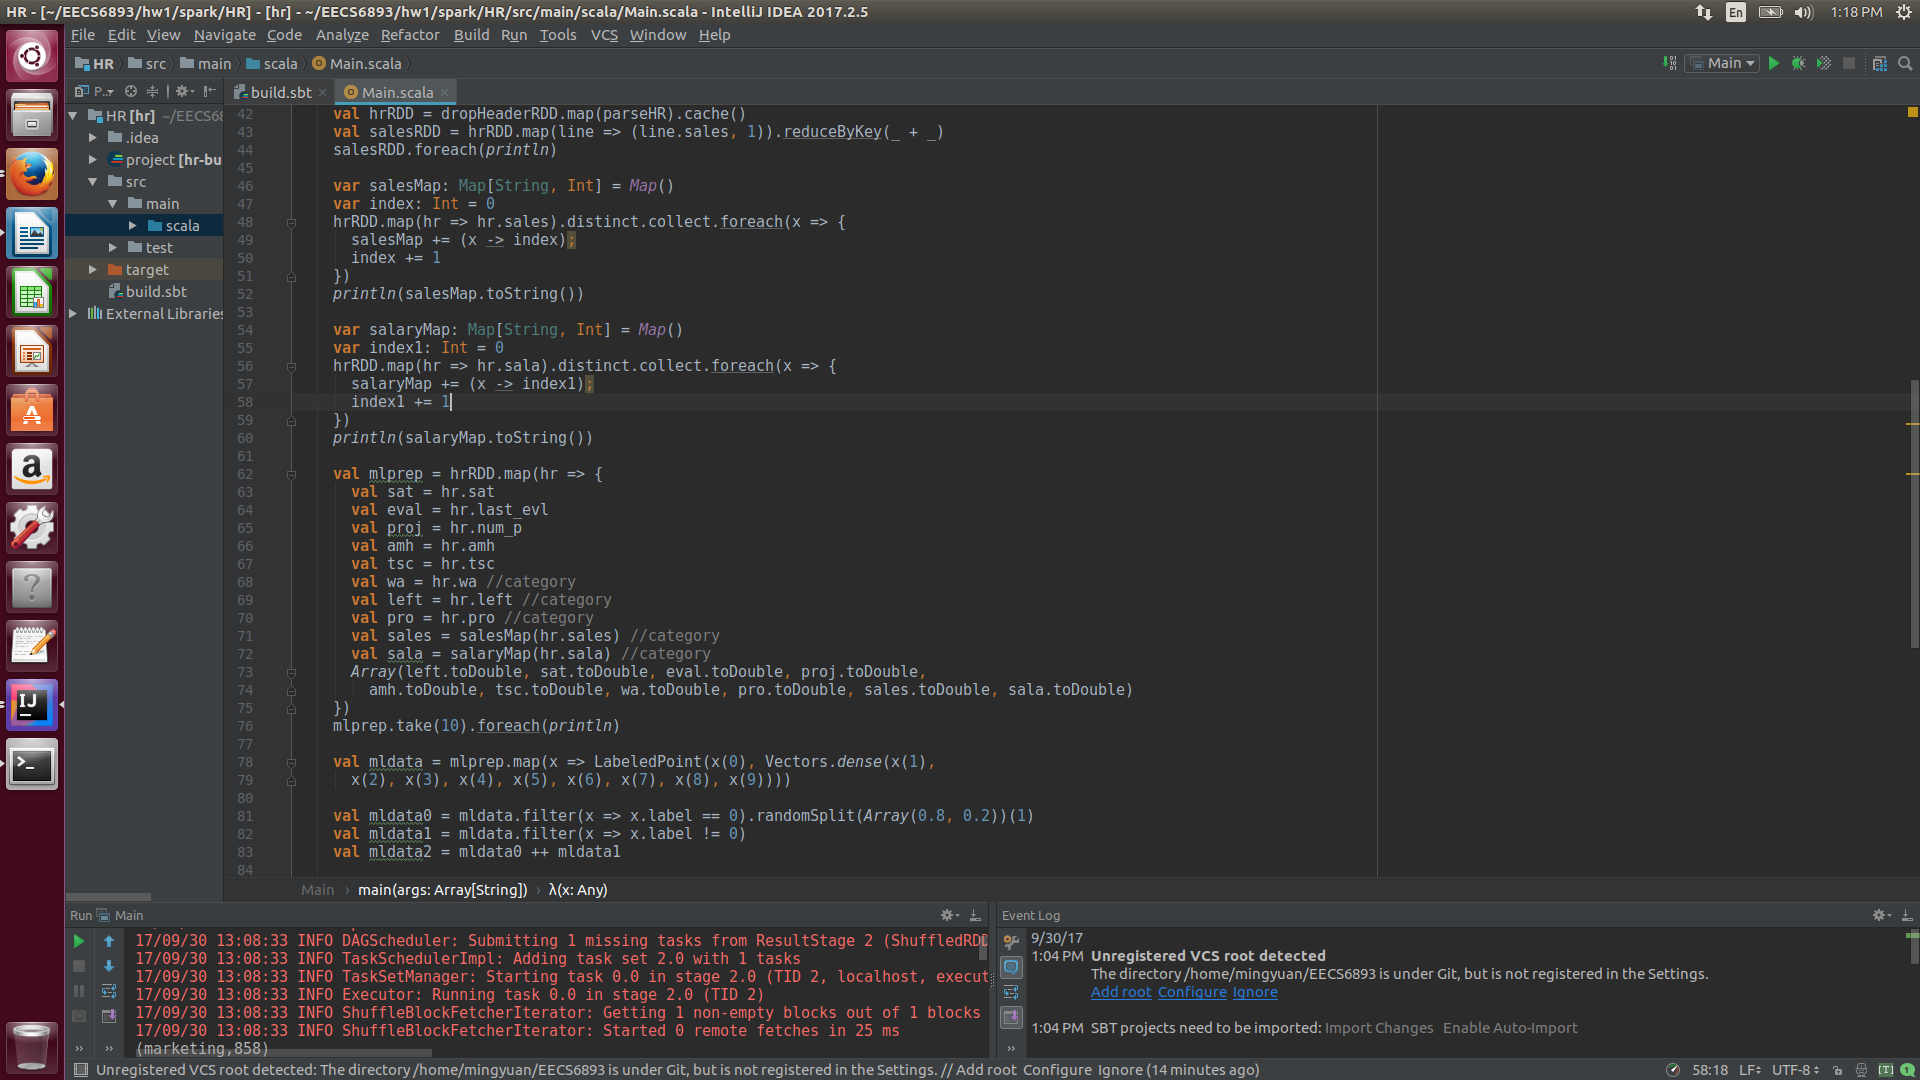 HR - [~/EECS6893/hw1/spark/HR] - [hr] - ~/EECS6893/hw1/spark/HR/src/main/scala/Main.scala - IntelliJ IDEA 2017.2.5
En
1:18 PM
File Edit View Navigate Code Analyze Refactor Build Run Tools VCS Window Help
HR src main scala Main.scala
Main
P..
build.sbt Main.scala
HR [hr] ~/EECS68
.idea
project [hr-bu
src
main
scala
test
target
build.sbt
External Libraries
42 val hrRDD = dropHeaderRDD.map(parseHR).cache()
43 val salesRDD = hrRDD.map(line => (line.sales, 1)).reduceByKey(_ + _)
44 salesRDD.foreach(println)
45
46 var salesMap: Map[String, Int] = Map()
47 var index: Int = 0
48 hrRDD.map(hr => hr.sales).distinct.collect.foreach(x => {
49 salesMap += (x -> index);
50 index += 1
51 })
52 println(salesMap.toString())
53
54 var salaryMap: Map[String, Int] = Map()
55 var index1: Int = 0
56 hrRDD.map(hr => hr.sala).distinct.collect.foreach(x => {
57 salaryMap += (x -> index1);
58 index1 += 1
59 })
60 println(salaryMap.toString())
61
62 val mlprep = hrRDD.map(hr => {
63 val sat = hr.sat
64 val eval = hr.last_evl
65 val proj = hr.num_p
66 val amh = hr.amh
67 val tsc = hr.tsc
68 val wa = hr.wa //category
69 val left = hr.left //category
70 val pro = hr.pro //category
71 val sales = salesMap(hr.sales) //category
72 val sala = salaryMap(hr.sala) //category
73 Array(left.toDouble, sat.toDouble, eval.toDouble, proj.toDouble,
74 amh.toDouble, tsc.toDouble, wa.toDouble, pro.toDouble, sales.toDouble, sala.toDouble)
75 })
76 mlprep.take(10).foreach(println)
77
78 val mldata = mlprep.map(x => LabeledPoint(x(0), Vectors.dense(x(1),
79 x(2), x(3), x(4), x(5), x(6), x(7), x(8), x(9))))
80
81 val mldata0 = mldata.filter(x => x.label == 0).randomSplit(Array(0.8, 0.2))(1)
82 val mldata1 = mldata.filter(x => x.label != 0)
83 val mldata2 = mldata0 ++ mldata1
84
Main › main(args: Array[String]) › λ(x: Any)
Run Main
17/09/30 13:08:33 INFO DAGScheduler: Submitting 1 missing tasks from ResultStage 2 (ShuffledRDD
17/09/30 13:08:33 INFO TaskSchedulerImpl: Adding task set 2.0 with 1 tasks
17/09/30 13:08:33 INFO TaskSetManager: Starting task 0.0 in stage 2.0 (TID 2, localhost, execut
17/09/30 13:08:33 INFO Executor: Running task 0.0 in stage 2.0 (TID 2)
17/09/30 13:08:33 INFO ShuffleBlockFetcherIterator: Getting 1 non-empty blocks out of 1 blocks
17/09/30 13:08:33 INFO ShuffleBlockFetcherIterator: Started 0 remote fetches in 25 ms
(marketing,858)
Event Log
9/30/17
1:04 PM Unregistered VCS root detected
The directory /home/mingyuan/EECS6893 is under Git, but is not registered in the Settings.
Add root Configure Ignore
1:04 PM SBT projects need to be imported: Import Changes Enable Auto-Import
Unregistered VCS root detected: The directory /home/mingyuan/EECS6893 is under Git, but is not registered in the Settings. // Add root Configure Ignore (14 minutes ago)
58:18 LF÷ UTF-8÷ [T] 1